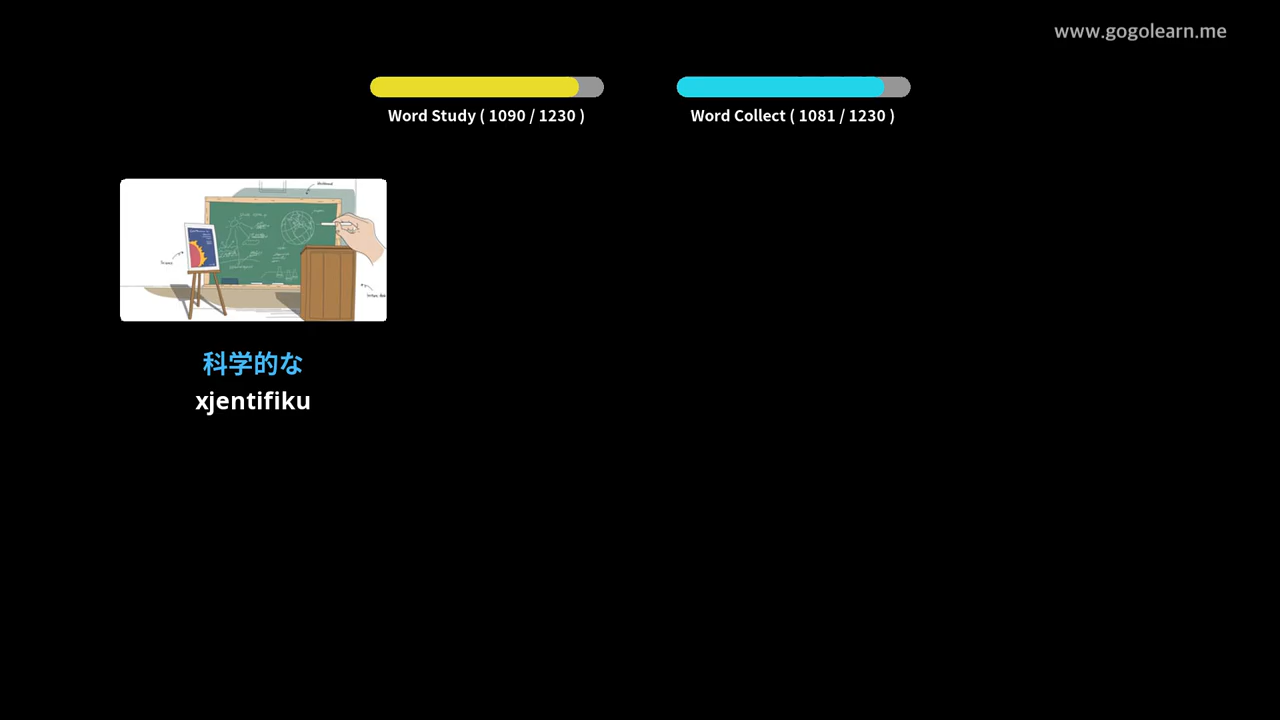 www.gogolearn.me
Word Study ( 1090 / 1230 )
Word Collect ( 1081 / 1230 )
科学的な
xjentifiku